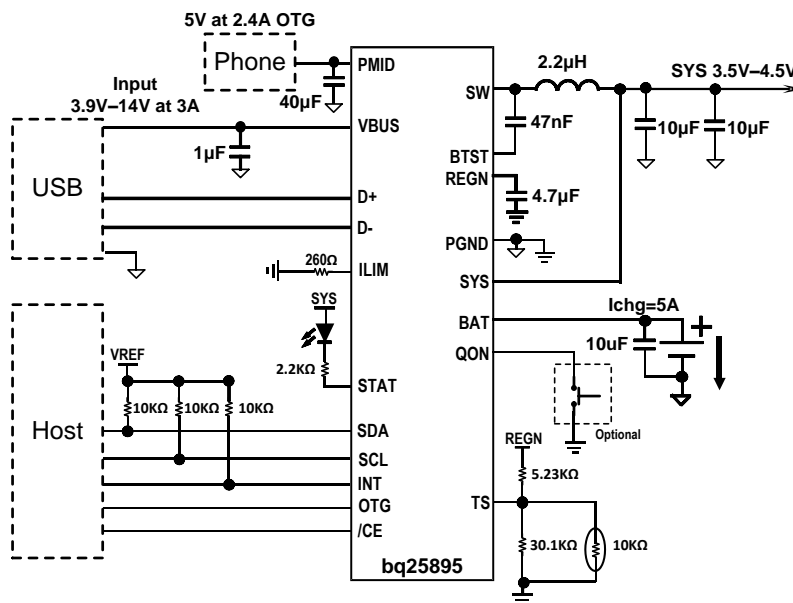 5V at 2.4A OTG
Phone
PMID
40µF
Input
3.9V–14V at 3A
VBUS
1µF
USB
D+
D-
260Ω
ILIM
SYS
2.2KΩ
STAT
VREF
10KΩ
10KΩ
10KΩ
Host
SDA
SCL
INT
OTG
/CE
bq25895
2.2µH
SYS 3.5V–4.5V
SW
47nF
10µF
10µF
BTST
REGN
4.7µF
PGND
SYS
Ichg=5A
BAT
10uF
+
QON
Optional
REGN
5.23KΩ
TS
30.1KΩ
10KΩ